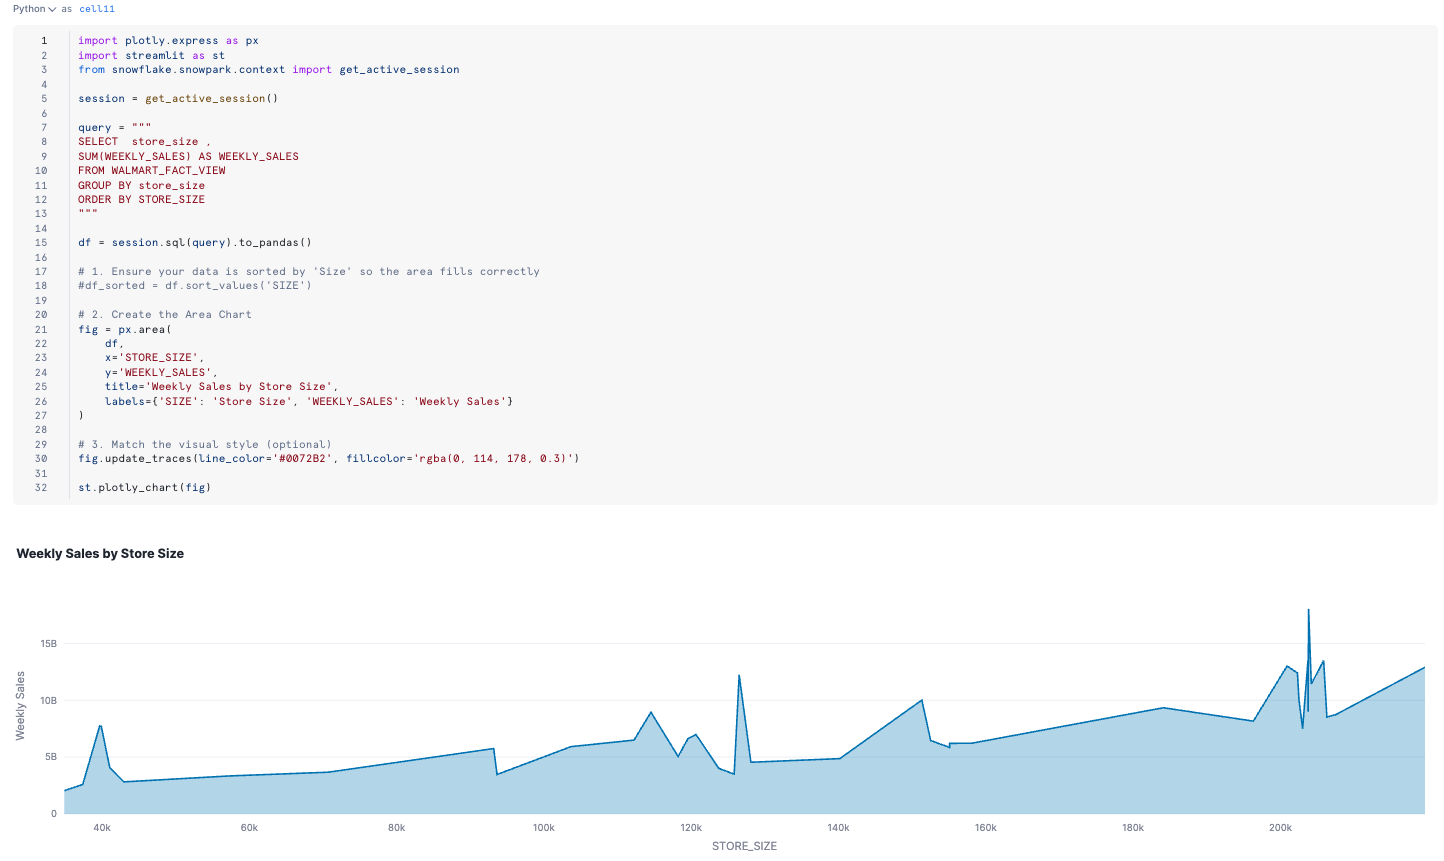 Python as cell11
1 import plotly.express as px
2 import streamlit as st
3 from snowflake.snowpark.context import get_active_session
4
5 session = get_active_session()
6
7 query = """
8 SELECT  store_size ,
9 SUM(WEEKLY_SALES) AS WEEKLY_SALES
10 FROM WALMART_FACT_VIEW
11 GROUP BY store_size
12 ORDER BY STORE_SIZE
13 """
14
15 df = session.sql(query).to_pandas()
16
17 # 1. Ensure your data is sorted by 'Size' so the area fills correctly
18 #df_sorted = df.sort_values('SIZE')
19
20 # 2. Create the Area Chart
21 fig = px.area(
22     df,
23     x='STORE_SIZE',
24     y='WEEKLY_SALES',
25     title='Weekly Sales by Store Size',
26     labels={'SIZE': 'Store Size', 'WEEKLY_SALES': 'Weekly Sales'}
27 )
28
29 # 3. Match the visual style (optional)
30 fig.update_traces(line_color='#0072B2', fillcolor='rgba(0, 114, 178, 0.3)')
31
32 st.plotly_chart(fig)
Weekly Sales by Store Size
15B
10B
5B
0
Weekly Sales
40k 60k 80k 100k 120k 140k 160k 180k 200k
STORE_SIZE